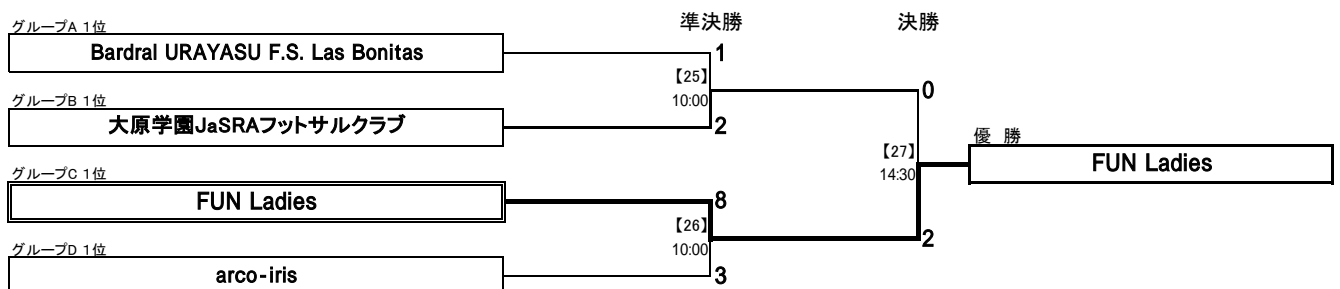 準決勝
決勝
グループA 1位
Bardral URAYASU F.S. Las Bonitas
1
【25】
10:00
0
グループB 1位
大原学園JaSRAフットサルクラブ
2
優 勝
【27】
14:30
FUN Ladies
グループC 1位
FUN Ladies
8
【26】
10:00
2
グループD 1位
arco-iris
3